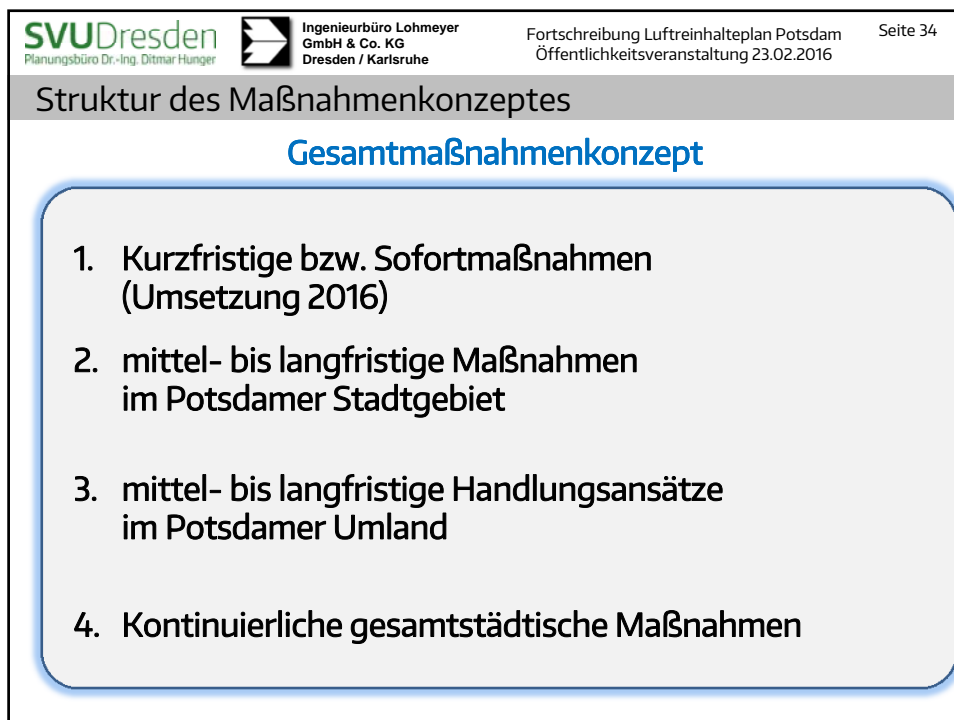 SVUDresden
Planungsbüro Dr.-Ing. Ditmar Hunger
Ingenieurbüro Lohmeyer
GmbH & Co. KG
Dresden / Karlsruhe
Fortschreibung Luftreinhalteplan Potsdam
Öffentlichkeitsveranstaltung 23.02.2016
Seite 34
Struktur des Maßnahmenkonzeptes
Gesamtmaßnahmenkonzept
1. Kurzfristige bzw. Sofortmaßnahmen
(Umsetzung 2016)
2. mittel- bis langfristige Maßnahmen
im Potsdamer Stadtgebiet
3. mittel- bis langfristige Handlungsansätze
im Potsdamer Umland
4. Kontinuierliche gesamtstädtische Maßnahmen